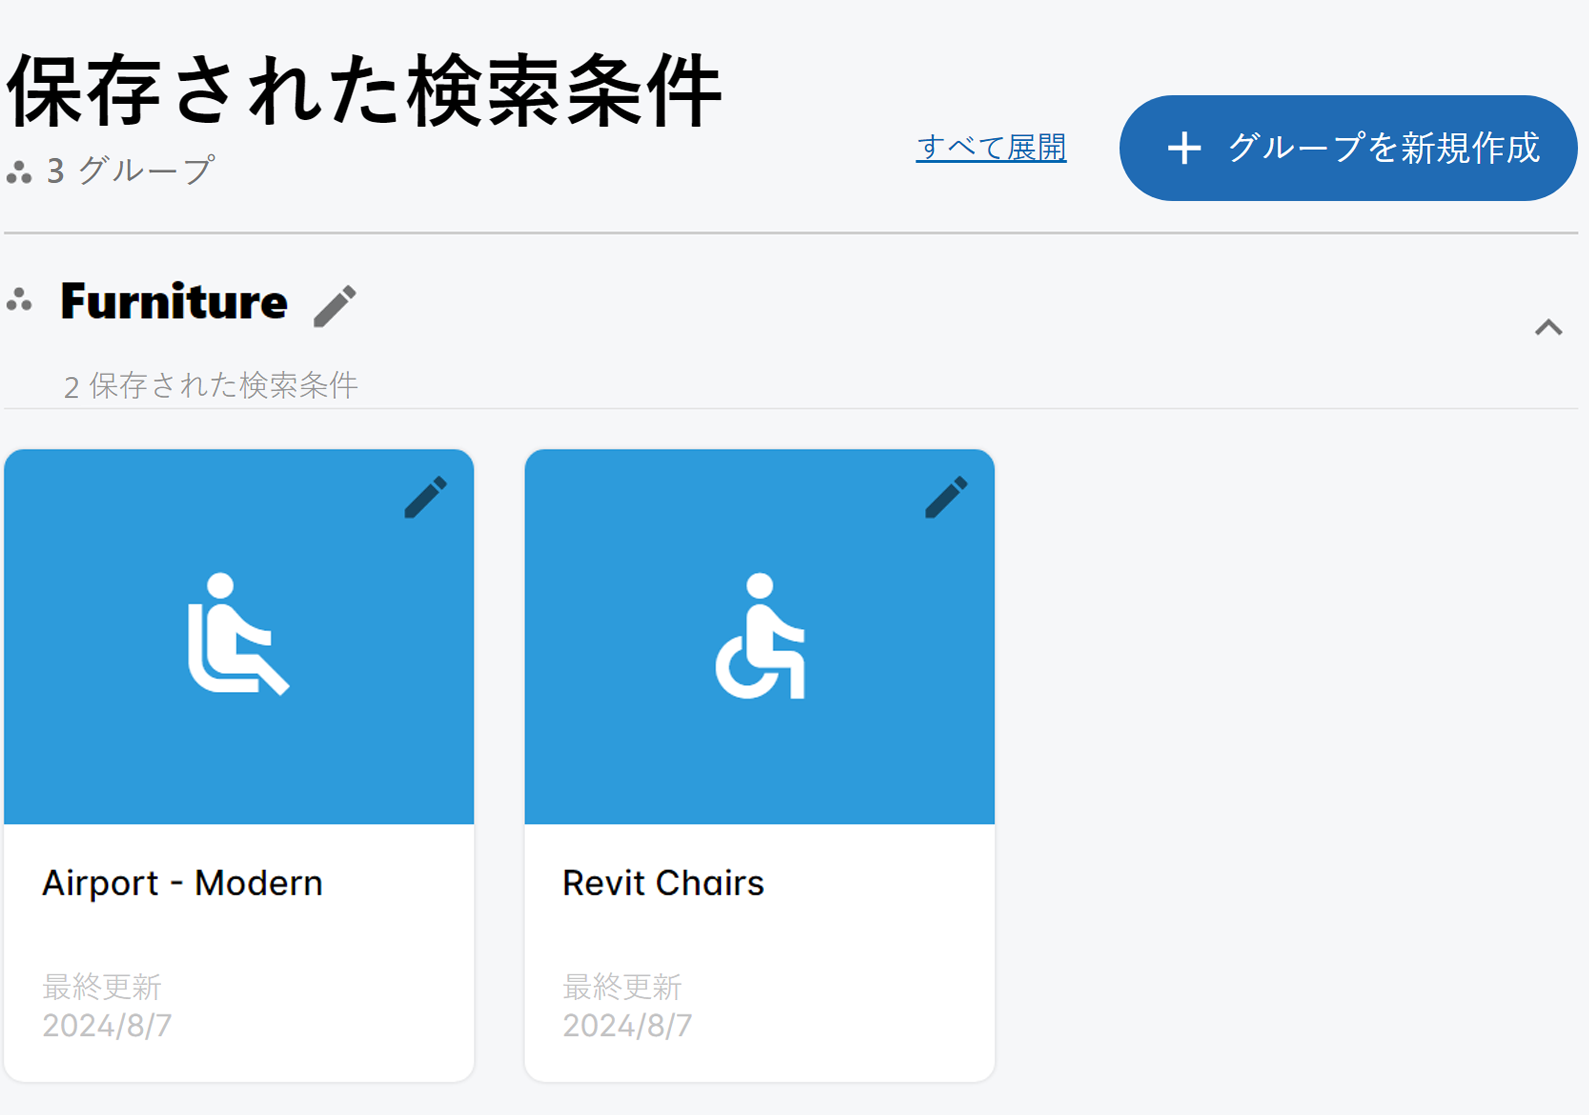 保存された検索条件
3 グループ
すべて展開
グループを新規作成
Furniture
2 保存された検索条件
Airport - Modern
最終更新
2024/8/7
Revit Chairs
最終更新
2024/8/7